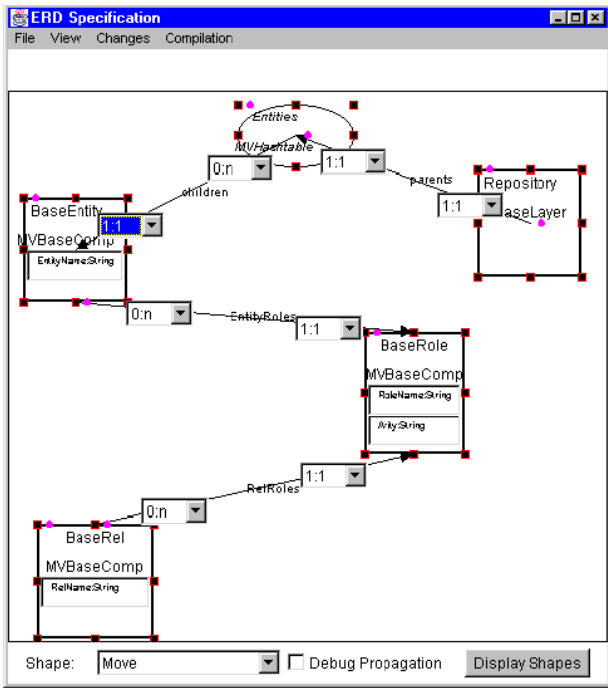 ERD Specification
File View Changes Compilation
Entities
MVHashtable
0:n
1:1
children
parents
1:1
Repository
BaseEntity
1:1
aseLayer
MVBaseComp
EntityName:String
0:n
EntityRoles
1:1
BaseRole
MVBaseComp
RoleName:String
Arity:String
1:1
RelRoles
0:n
BaseRel
MVBaseComp
RelName:String
Shape: Move Debug Propagation Display Shapes